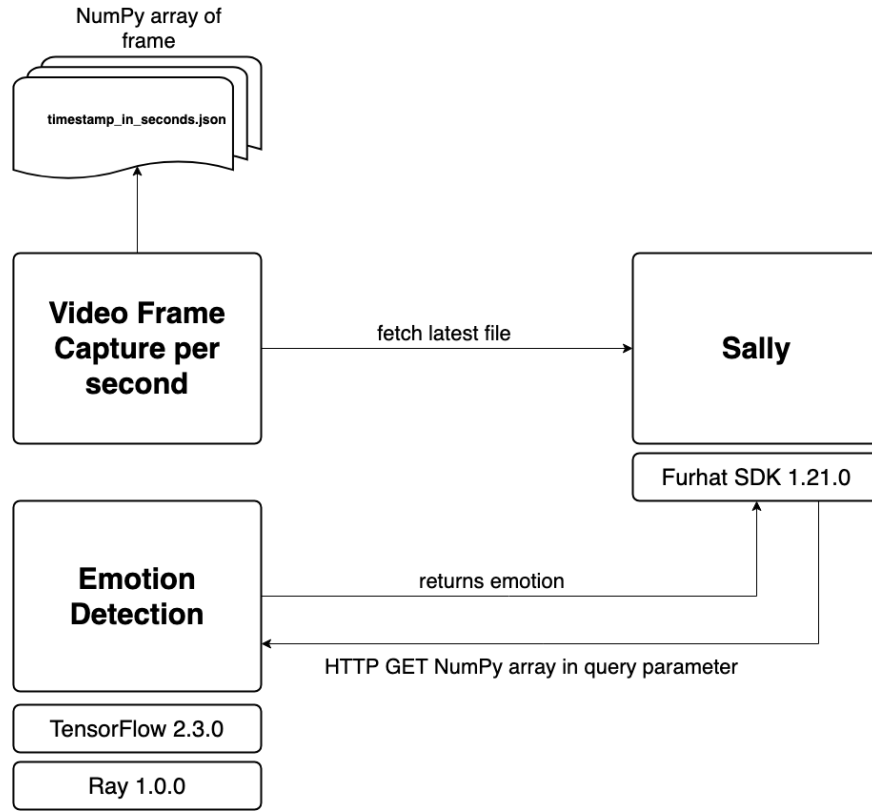 NumPy array of
frame
timestamp_in_seconds.json
Video Frame
Capture per
second
fetch latest file
Sally
Furhat SDK 1.21.0
Emotion
Detection
returns emotion
HTTP GET NumPy array in query parameter
TensorFlow 2.3.0
Ray 1.0.0